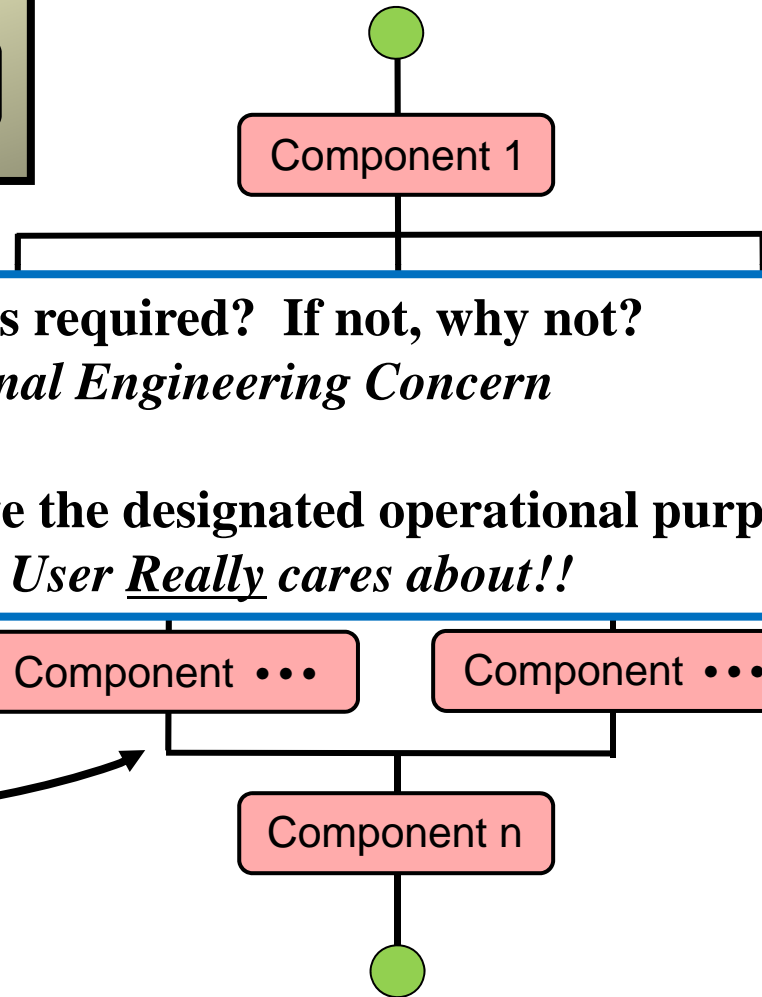 Component 1
s required? If not, why not?
nal Engineering Concern
e the designated operational purp
User Really cares about!!
Component •••
Component •••
Component n